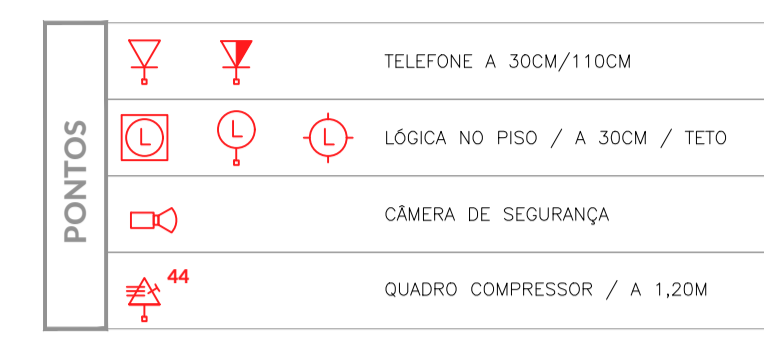 PONTOS
TELEFONE A 30CM/110CM
L L L LÓGICA NO PISO / A 30CM / TETO
CÂMERA DE SEGURANÇA
44 QUADRO COMPRESSOR / A 1,20M